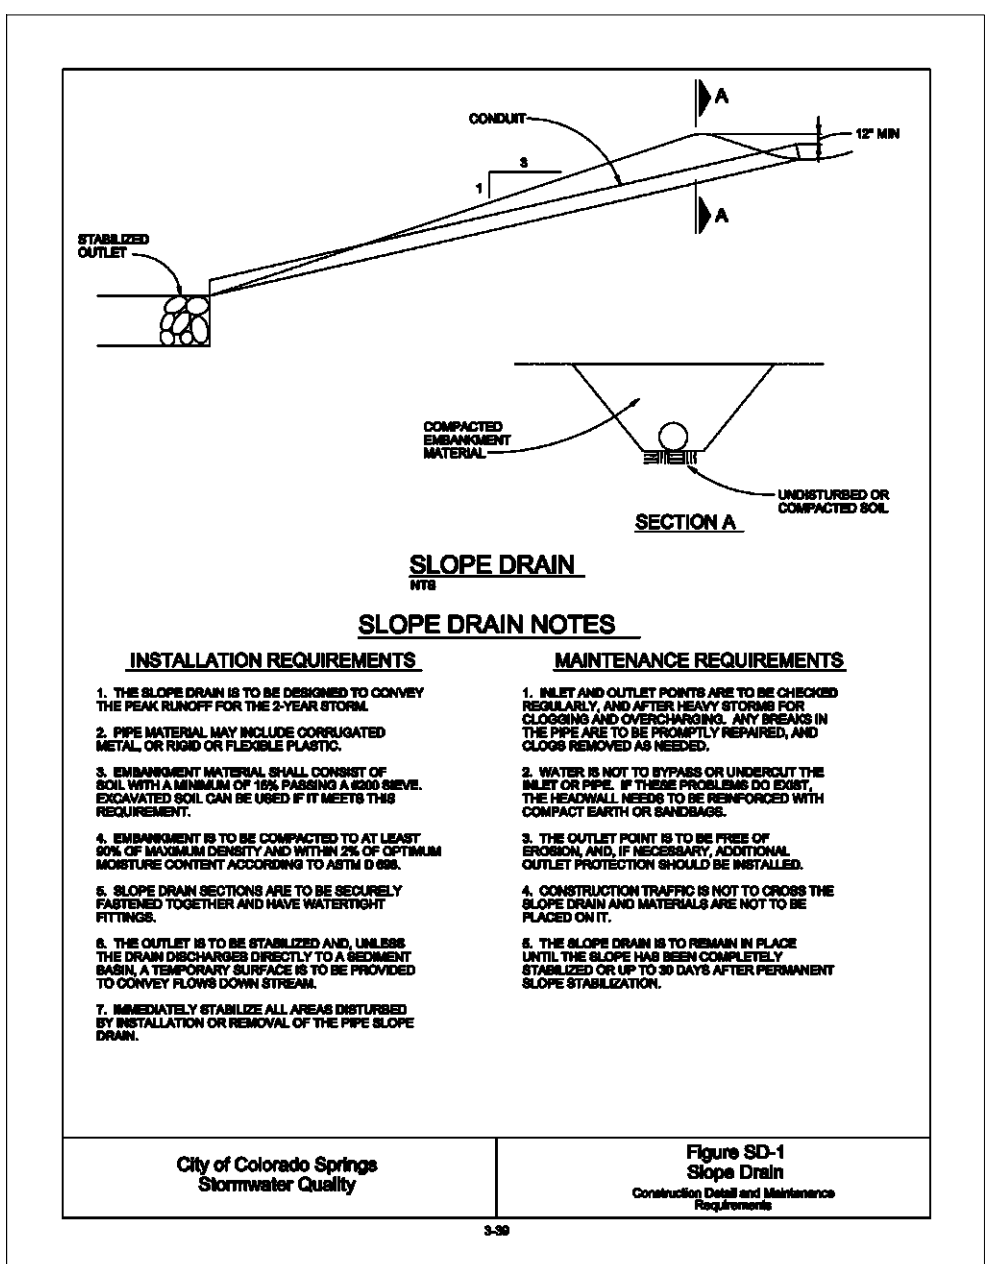 A
CONDUIT
12" MIN
3
1
A
STABILIZED
OUTLET
COMPACTED
EMBANKMENT
MATERIAL
UNDISTURBED OR
COMPACTED SOIL
SECTION A
SLOPE DRAIN
NTS
SLOPE DRAIN NOTES
INSTALLATION REQUIREMENTS
1. THE SLOPE DRAIN IS TO BE DESIGNED TO CONVEY
THE PEAK RUNOFF FOR THE 2-YEAR STORM.
2. PIPE MATERIAL MAY INCLUDE CORRUGATED
METAL, OR RIGID OR FLEXIBLE PLASTIC.
3. EMBANKMENT MATERIAL SHALL CONSIST OF
SOIL WITH A MINIMUM OF 15% PASSING A #200 SIEVE.
EXCAVATED SOIL CAN BE USED IF IT MEETS THIS
REQUIREMENT.
4. EMBANKMENT IS TO BE COMPACTED TO AT LEAST
90% OF MAXIMUM DENSITY AND WITHIN 2% OF OPTIMUM
MOISTURE CONTENT ACCORDING TO ASTM D 698.
5. SLOPE DRAIN SECTIONS ARE TO BE SECURELY
FASTENED TOGETHER AND HAVE WATERTIGHT
FITTINGS.
6. THE OUTLET IS TO BE STABILIZED AND, UNLESS
THE DRAIN DISCHARGES DIRECTLY TO A SEDIMENT
BASIN, A TEMPORARY SURFACE IS TO BE PROVIDED
TO CONVEY FLOWS DOWN STREAM.
7. IMMEDIATELY STABILIZE ALL AREAS DISTURBED
BY INSTALLATION OR REMOVAL OF THE PIPE SLOPE
DRAIN.
MAINTENANCE REQUIREMENTS
1. INLET AND OUTLET POINTS ARE TO BE CHECKED
REGULARLY, AND AFTER HEAVY STORMS FOR
CLOGGING AND OVERCHARGING. ANY BREAKS IN
THE PIPE ARE TO BE PROMPTLY REPAIRED, AND
CLOGS REMOVED AS NEEDED.
2. WATER IS NOT TO BYPASS OR UNDERCUT THE
INLET OR PIPE. IF THESE PROBLEMS DO EXIST,
THE HEADWALL NEEDS TO BE REINFORCED WITH
COMPACT EARTH OR SANDBAGS.
3. THE OUTLET POINT IS TO BE FREE OF
EROSION, AND, IF NECESSARY, ADDITIONAL
OUTLET PROTECTION SHOULD BE INSTALLED.
4. CONSTRUCTION TRAFFIC IS NOT TO CROSS THE
SLOPE DRAIN AND MATERIALS ARE NOT TO BE
PLACED ON IT.
5. THE SLOPE DRAIN IS TO REMAIN IN PLACE
UNTIL THE SLOPE HAS BEEN COMPLETELY
STABILIZED OR UP TO 30 DAYS AFTER PERMANENT
SLOPE STABILIZATION.
City of Colorado Springs
Stormwater Quality
Figure SD-1
Slope Drain
Construction Detail and Maintenance
Requirements
3-39